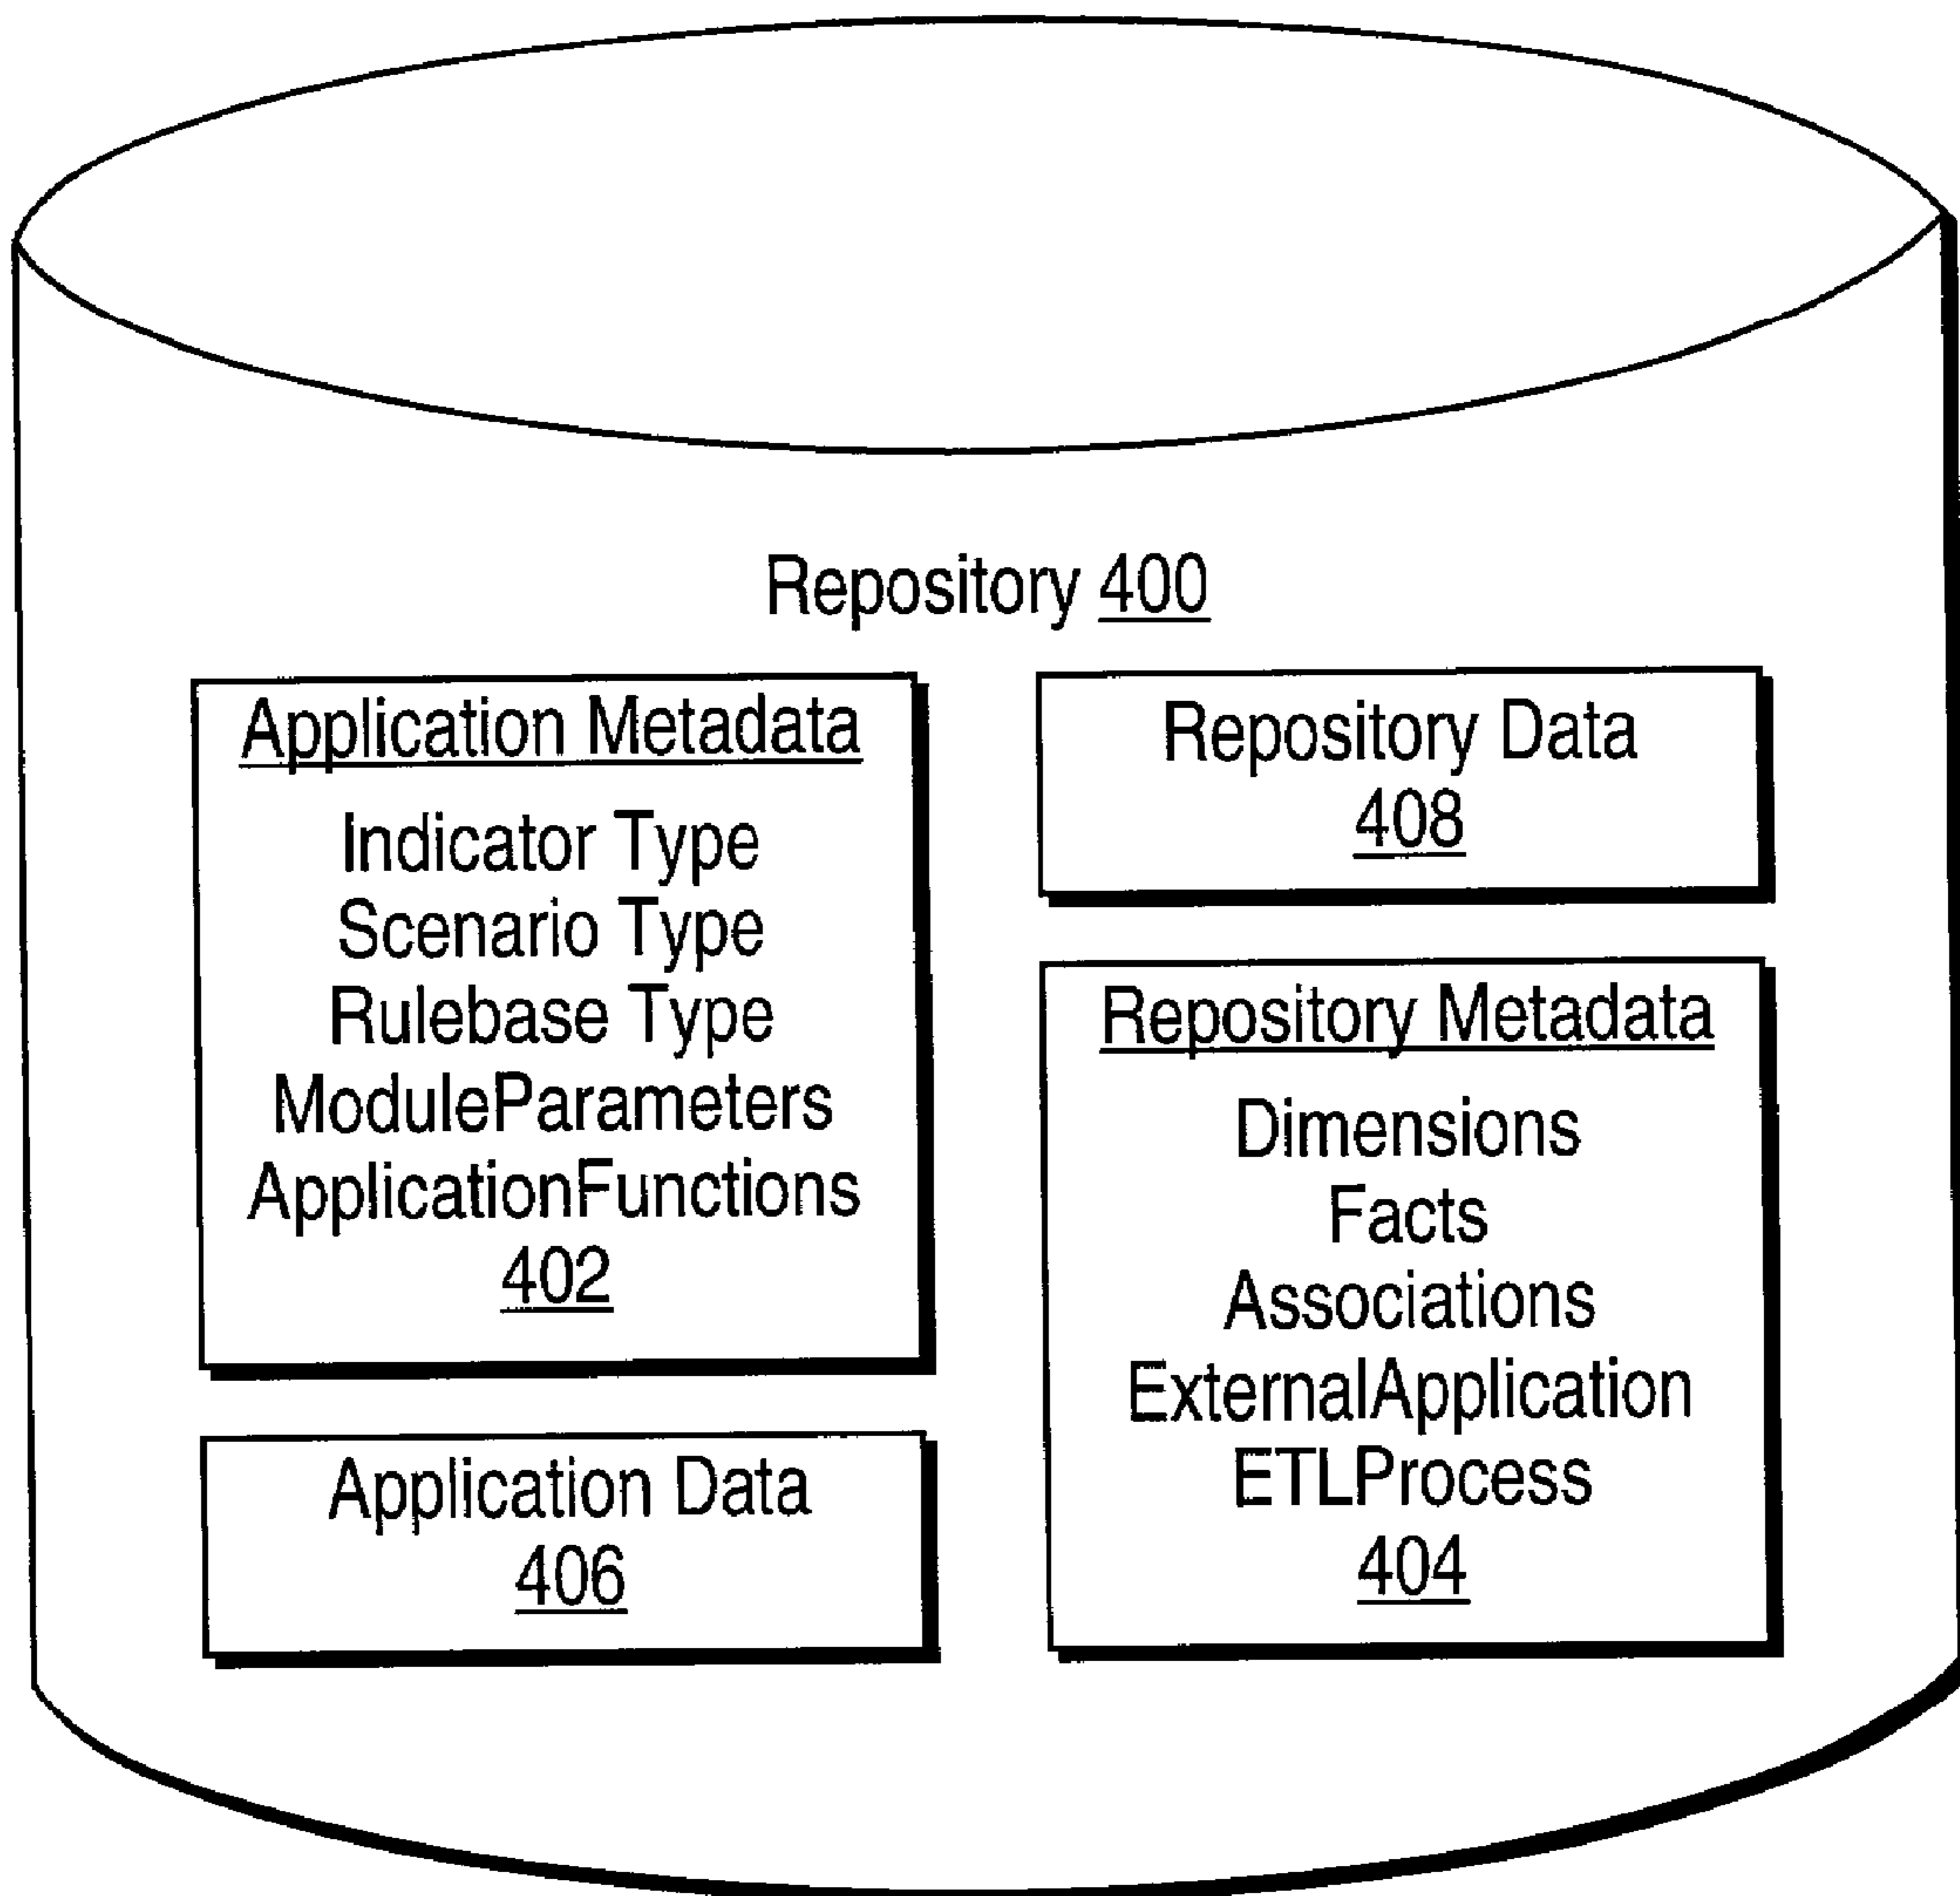 Repository 400
Application Metadata
Indicator Type
Scenario Type
Rulebase Type
ModuleParameters
ApplicationFunctions
402
Application Data
406
Repository Data
408
Repository Metadata
Dimensions
Facts
Associations
ExternalApplication
ETLProcess
404